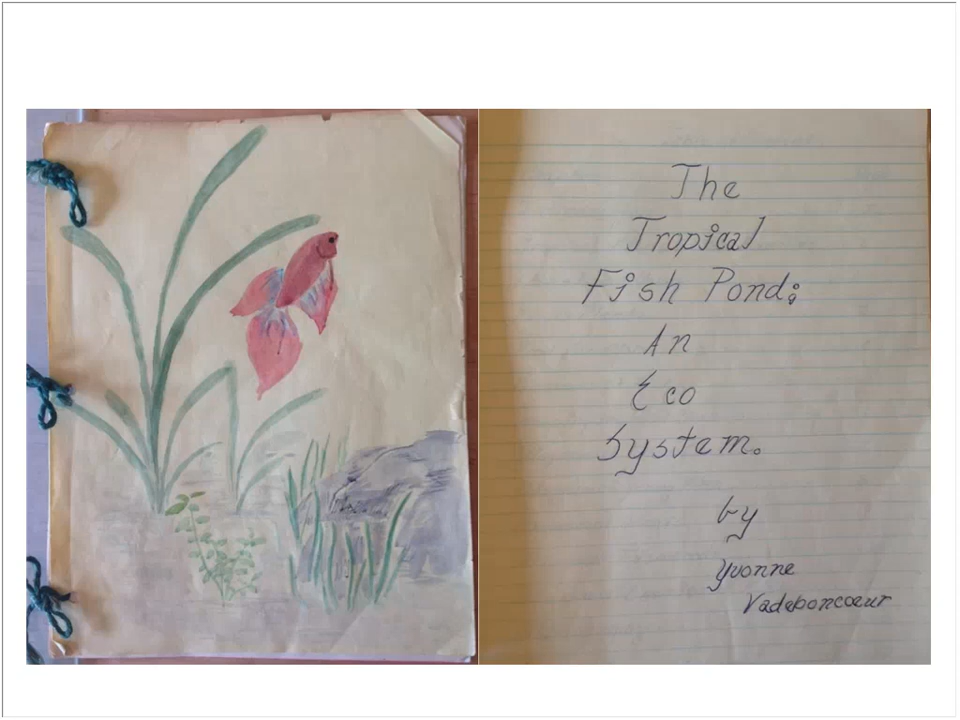 The
Tropical
Fish Pond:
An
Eco
System.
by
Yvonne
Vadeboncoeur